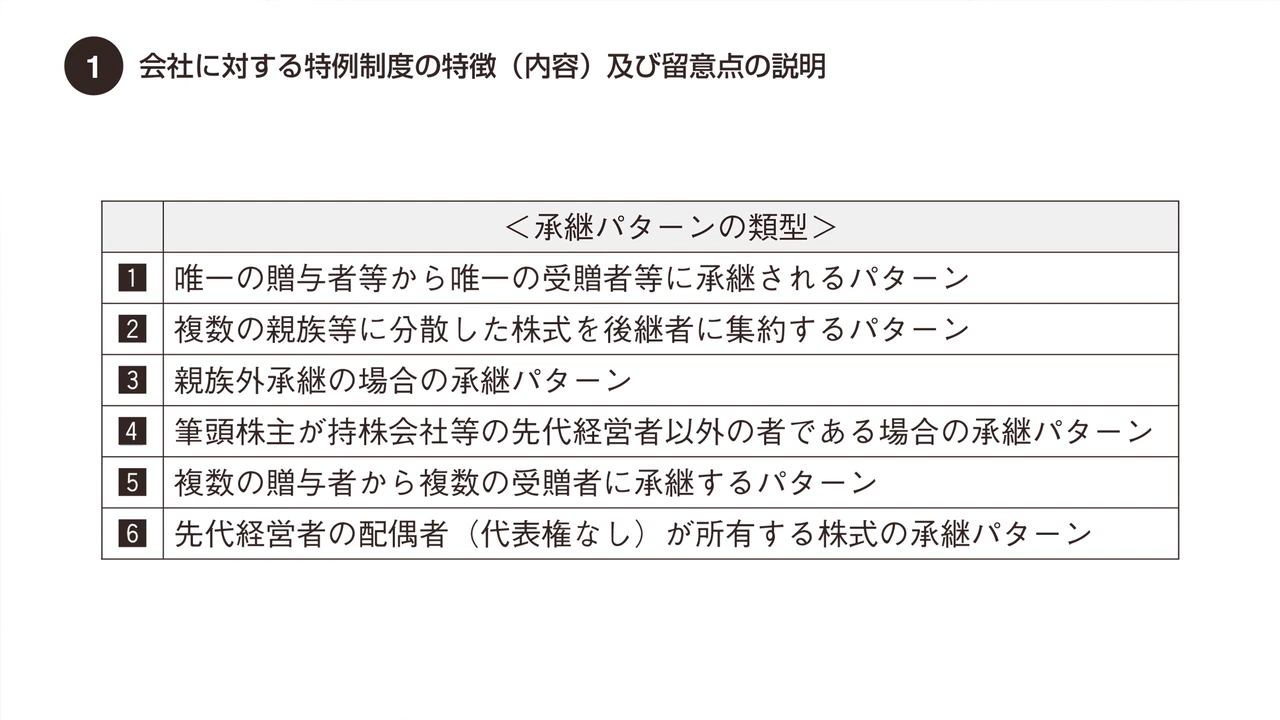 1 会社に対する特例制度の特徴（内容）及び留意点の説明
＜承継パターンの類型＞
1 唯一の贈与者等から唯一の受贈者等に承継されるパターン
2 複数の親族等に分散した株式を後継者に集約するパターン
3 親族外承継の場合の承継パターン
4 筆頭株主が持株会社等の先代経営者以外の者である場合の承継パターン
5 複数の贈与者から複数の受贈者に承継するパターン
6 先代経営者の配偶者（代表権なし）が所有する株式の承継パターン